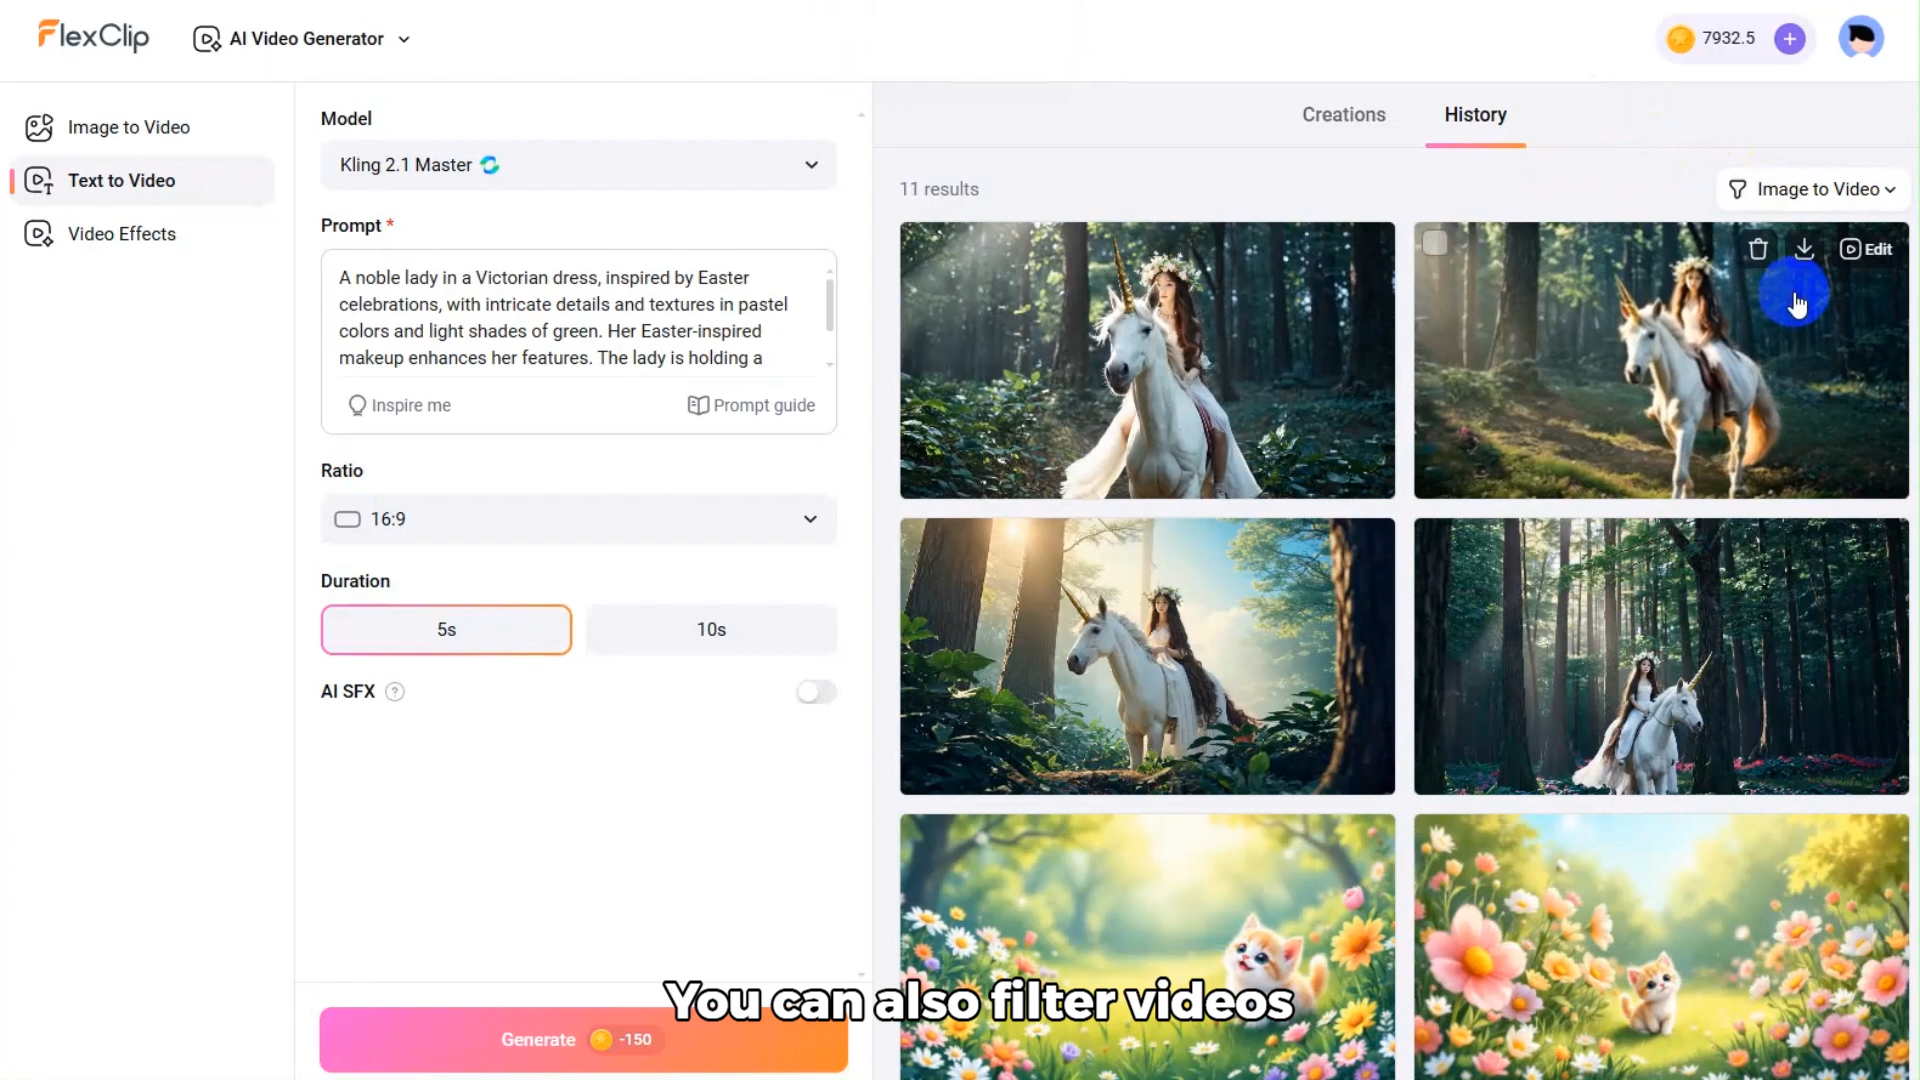 FlexClip
AI Video Generator
7932.5
Image to Video
Text to Video
Video Effects
Model
Kling 2.1 Master
Prompt *
A noble lady in a Victorian dress, inspired by Easter
celebrations, with intricate details and textures in pastel
colors and light shades of green. Her Easter-inspired
makeup enhances her features. The lady is holding a
Inspire me
Prompt guide
Ratio
16:9
Duration
5s
10s
AI SFX ?
Generate -150
Creations
History
11 results
Image to Video
Edit
You can also filter videos